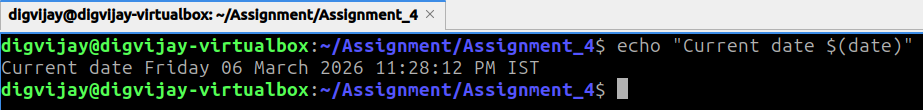 digvijay@digvijay-virtualbox: ~/Assignment/Assignment_4 ×
digvijay@digvijay-virtualbox:~/Assignment/Assignment_4$ echo "Current date $(date)"
Current date Friday 06 March 2026 11:28:12 PM IST
digvijay@digvijay-virtualbox:~/Assignment/Assignment_4$